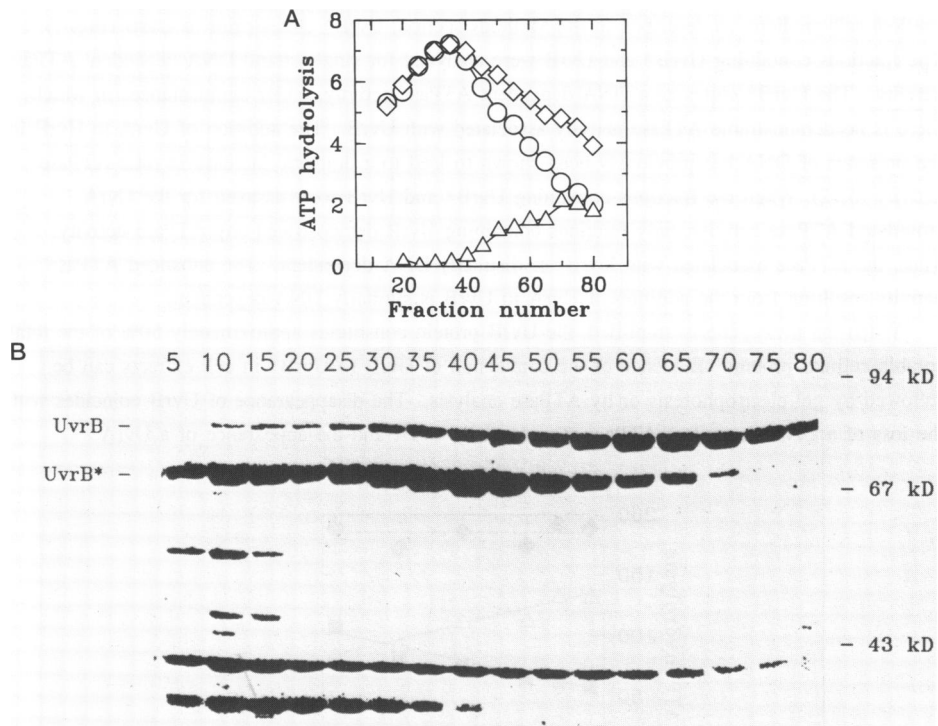 A
8
6
4
2
0
ATP hydrolysis
20 40 60 80
Fraction number
B
5 10 15 20 25 30 35 40 45 50 55 60 65 70 75 80
– 94 kD
UvrB –
UvrB* –
67 kD
– 43 kD